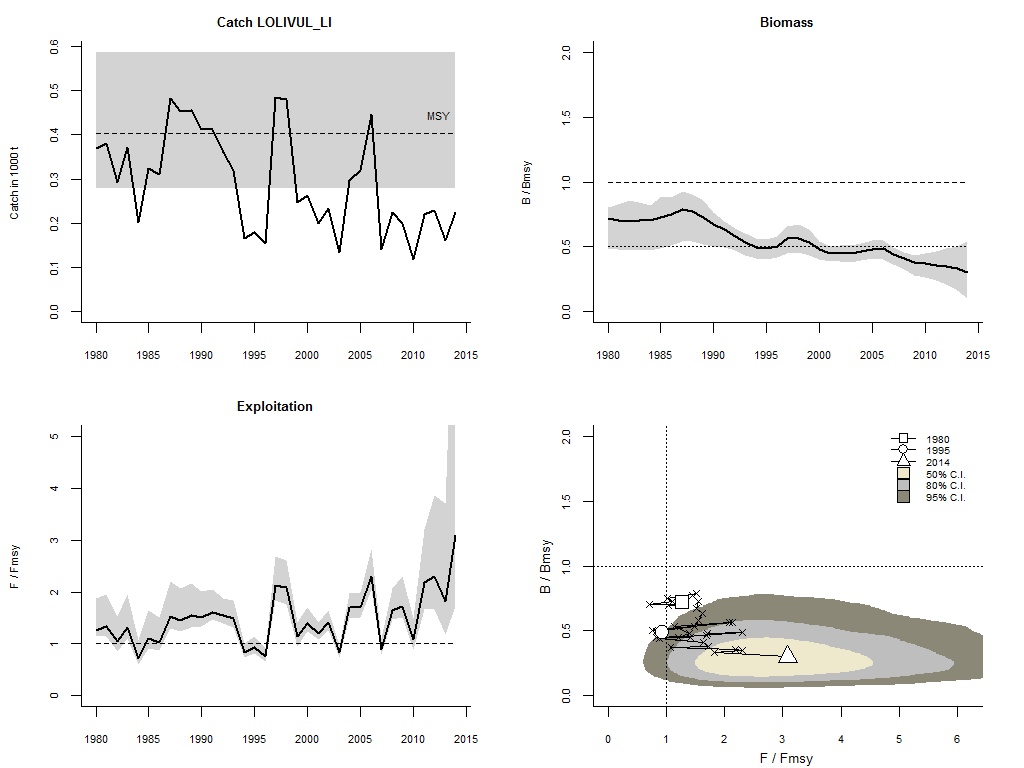 Catch LOLIVUL_LI
Catch in 1000 t
0.6
0.5
0.4
0.3
0.2
0.1
0.0
MSY
1980 1985 1990 1995 2000 2005 2010 2015
Biomass
B / Bmsy
2.0
1.5
1.0
0.5
0.0
1980 1985 1990 1995 2000 2005 2010 2015
Exploitation
F / Fmsy
5
4
3
2
1
0
1980 1985 1990 1995 2000 2005 2010 2015
B / Bmsy
2.0
1.5
1.0
0.5
0.0
1980
1995
2014
50% C.I.
80% C.I.
95% C.I.
0 1 2 3 4 5 6
F / Fmsy